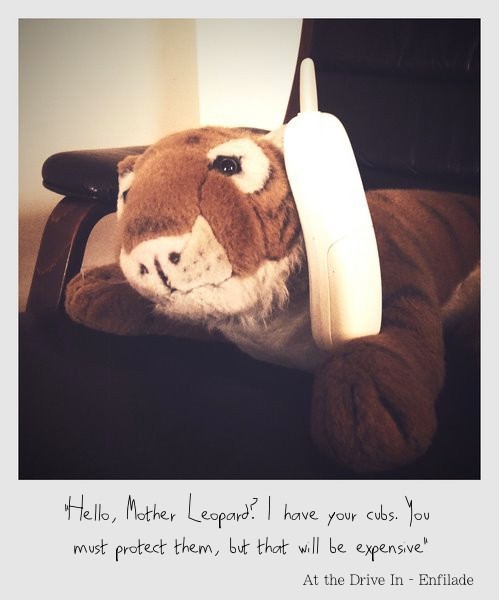 "Hello, Mother Leopard? I have your cubs. You
must protect them, but that will be expensive"
At the Drive In - Enfilade